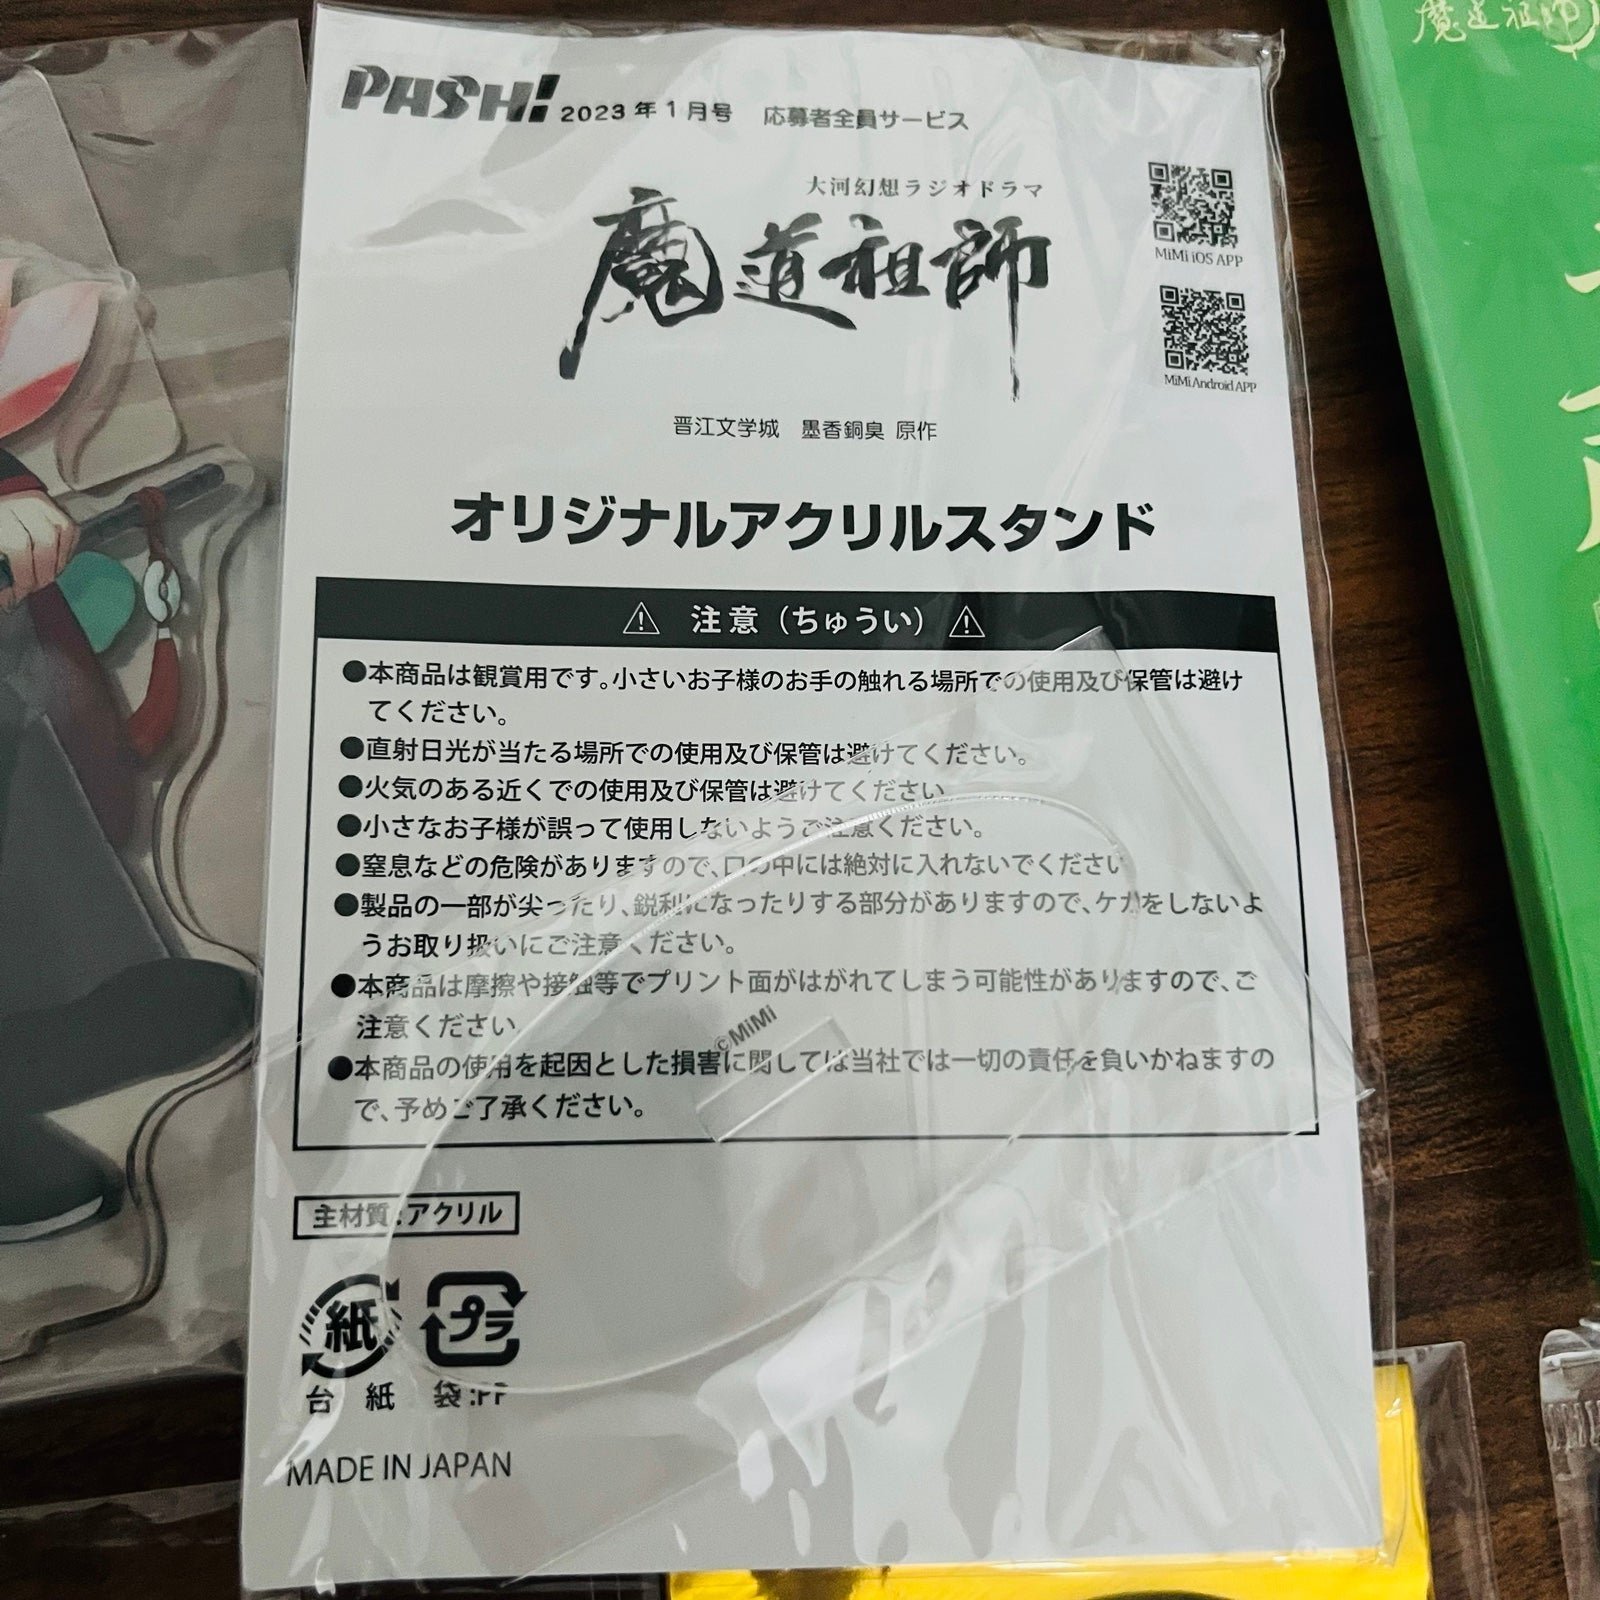 PASH! 2023年1月号 応募者全員サービス
大河幻想ラジオドラマ
魔道祖師
MiMi iOS APP
MiMi Android APP
晋江文学城 墨香銅臭 原作
オリジナルアクリルスタンド
注意（ちゅうい）
●本商品は観賞用です。小さいお子様のお手の触れる場所での使用及び保管は避け
てください。
●直射日光が当たる場所での使用及び保管は避けてください。
●火気のある近くでの使用及び保管は避けてください
●小さなお子様が誤って使用しないようご注意ください。
●窒息などの危険がありますので、口の中には絶対に入れないでください
●製品の一部が尖ったり、鋭利になったりする部分がありますので、ケガをしないよ
うお取り扱いにご注意ください。
●本商品は摩擦や接触等でプリント面がはがれてしまう可能性がありますので、ご
注意ください
©MiMi
●本商品の使用を起因とした損害に関しては当社では一切の責任を負いかねますの
で、予めご了承ください。
主材質:アクリル
紙
プラ
台紙 袋:PP
MADE IN JAPAN
魔道祖師